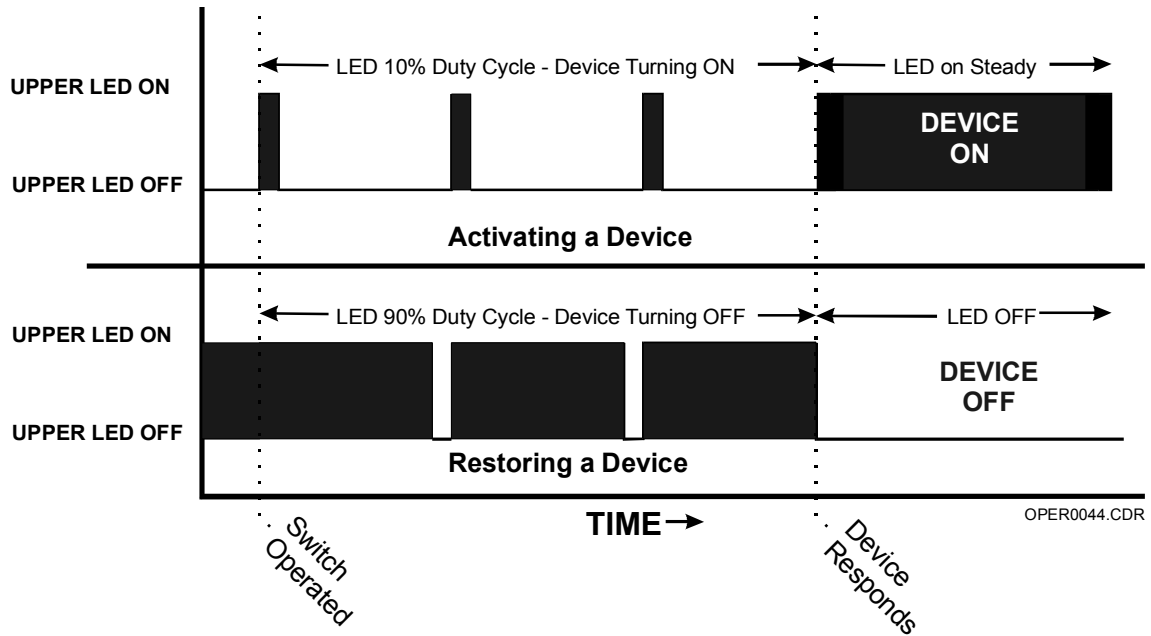 LED 10% Duty Cycle - Device Turning ON
LED on Steady
UPPER LED ON
DEVICE
ON
UPPER LED OFF
Activating a Device
LED 90% Duty Cycle - Device Turning OFF
LED OFF
UPPER LED ON
DEVICE
OFF
UPPER LED OFF
Restoring a Device
TIME
OPER0044.CDR
Switch
Operated
Device
Responds